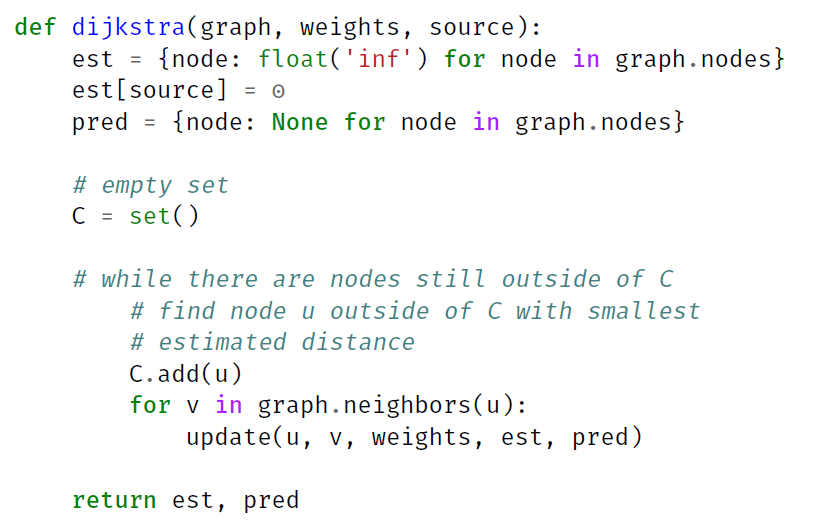 def dijkstra(graph, weights, source):
    est = {node: float('inf') for node in graph.nodes}
    est[source] = 0
    pred = {node: None for node in graph.nodes}

    # empty set
    C = set()

    # while there are nodes still outside of C
        # find node u outside of C with smallest
        # estimated distance
        C.add(u)
        for v in graph.neighbors(u):
            update(u, v, weights, est, pred)

    return est, pred